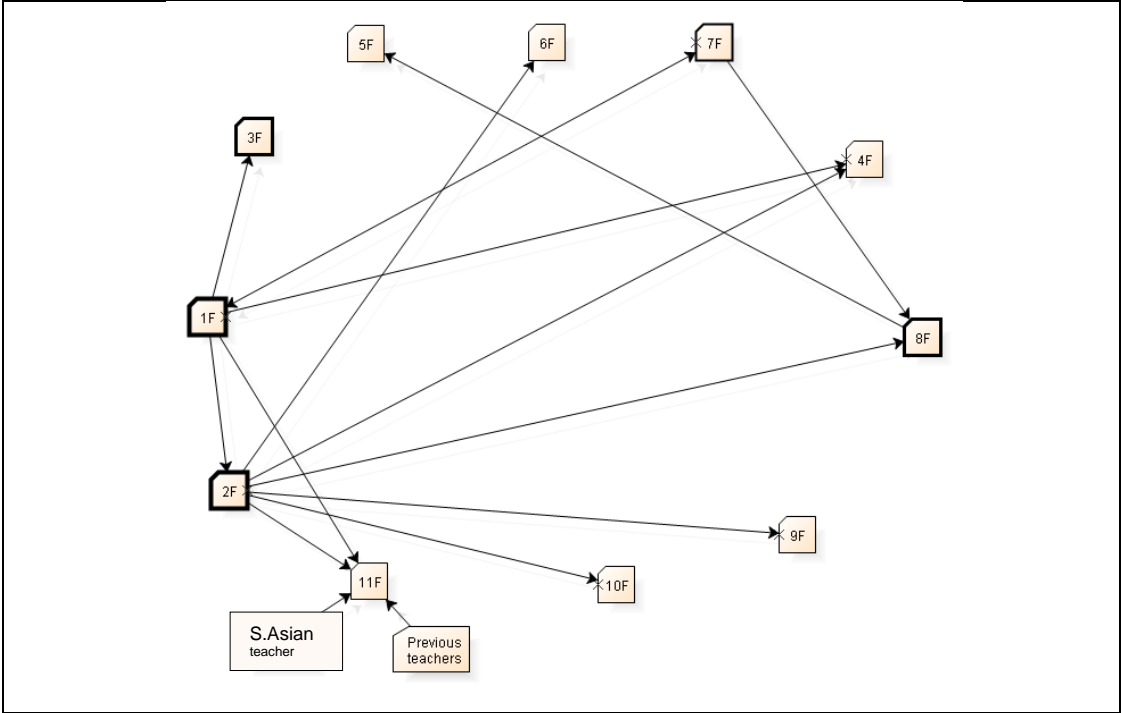 5F
6F
7F
3F
4F
1F
8F
2F
9F
11F
10F
S.Asian
teacher
Previous
teachers